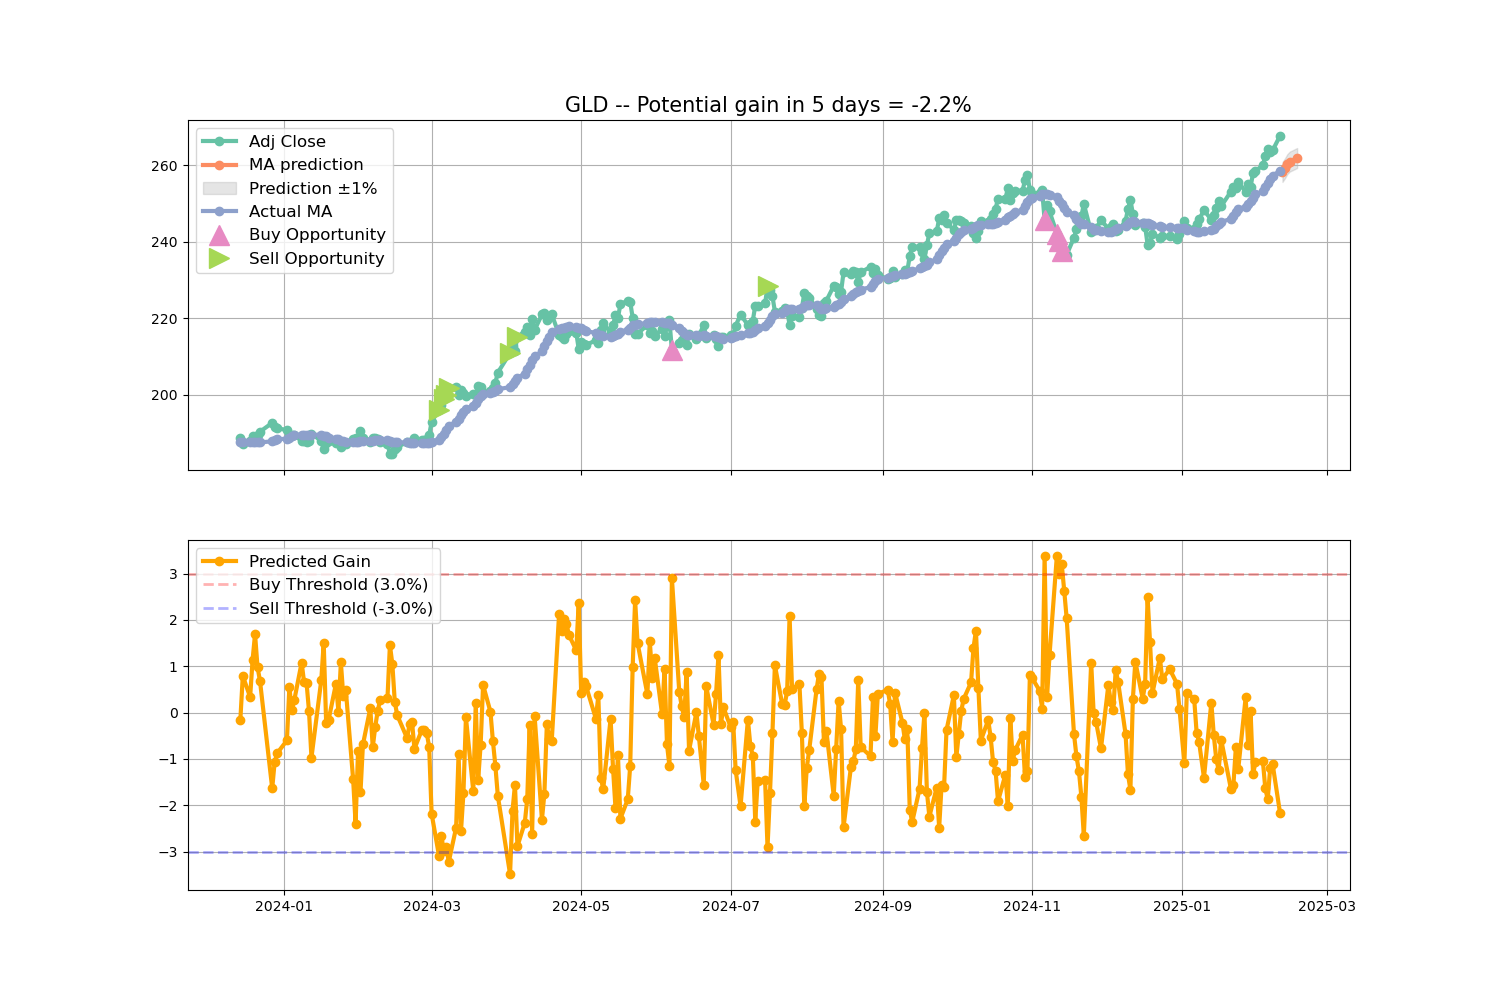 GLD -- Potential gain in 5 days = -2.2%
Adj Close
MA prediction
Prediction ±1%
Actual MA
Buy Opportunity
Sell Opportunity
260
240
220
200
Predicted Gain
Buy Threshold (3.0%)
Sell Threshold (-3.0%)
3
2
1
0
−1
−2
−3
2024-01 2024-03 2024-05 2024-07 2024-09 2024-11 2025-01 2025-03